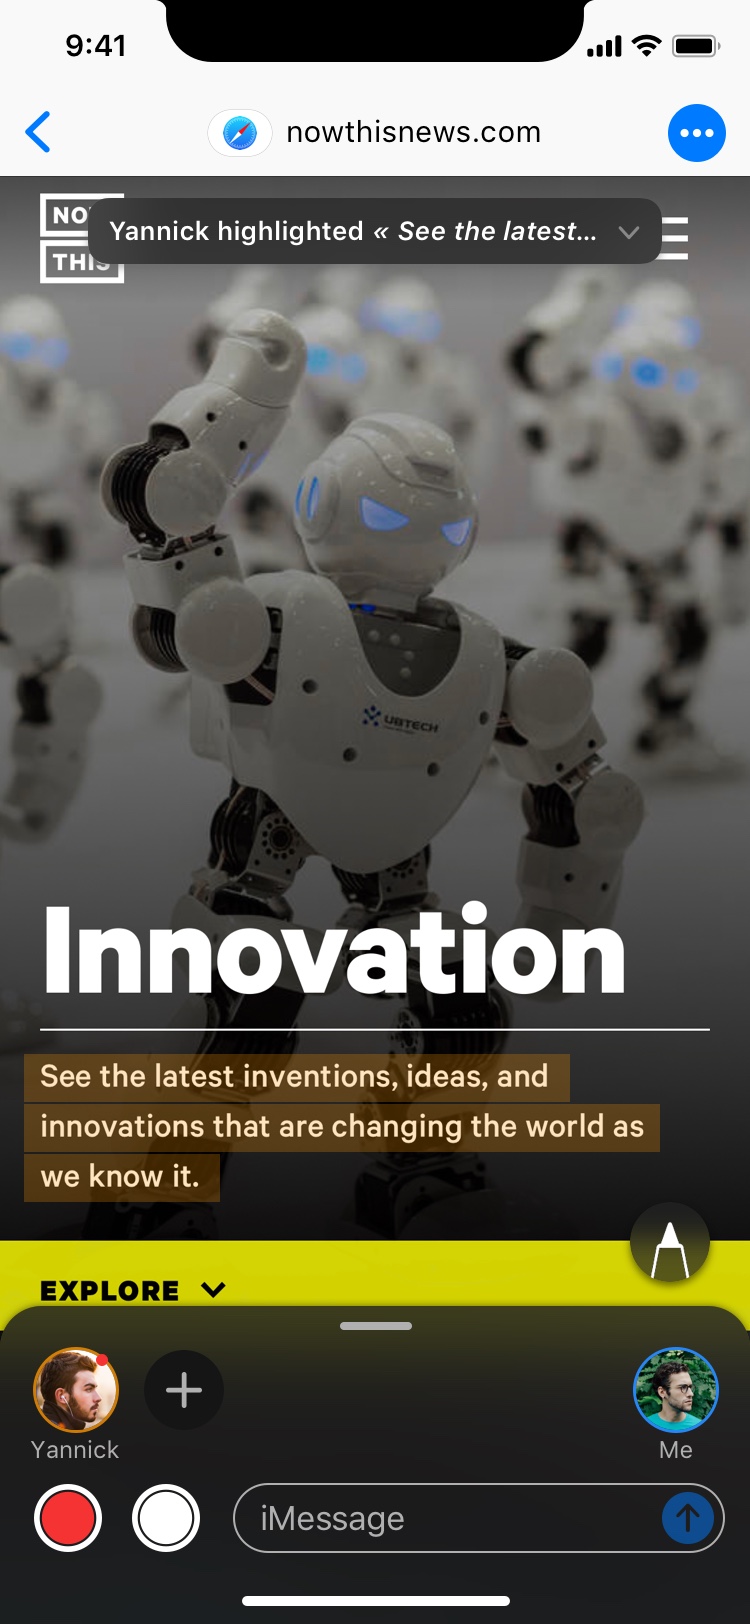 9:41
nowthisnews.com
NO
THIS
Yannick highlighted « See the latest...
UBTECH
Innovation
See the latest inventions, ideas, and
innovations that are changing the world as
we know it.
EXPLORE
Yannick
Me
iMessage